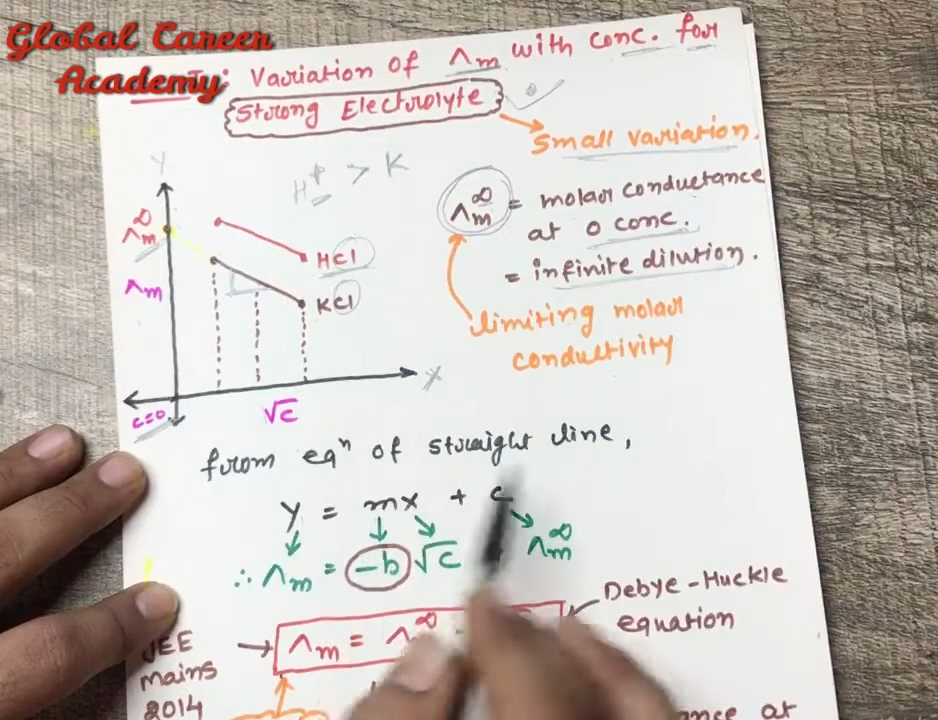 Global Career
Academy
: Variation of Λm with conc. for
Strong Electrolyte
small variation.
H+ > K
Y
Λm∞
Λm
HCl
KCl
X
c=0
√c
Λm∞ = molar conductance
at 0 conc.
= infinite dilution.
limiting molar
conductivity
from eqn of straight line,
Y = mx + c
∴ Λm = -b √c Λm∞
Debye-Huckle
equation
Λm = Λm∞
JEE
mains
2014
at